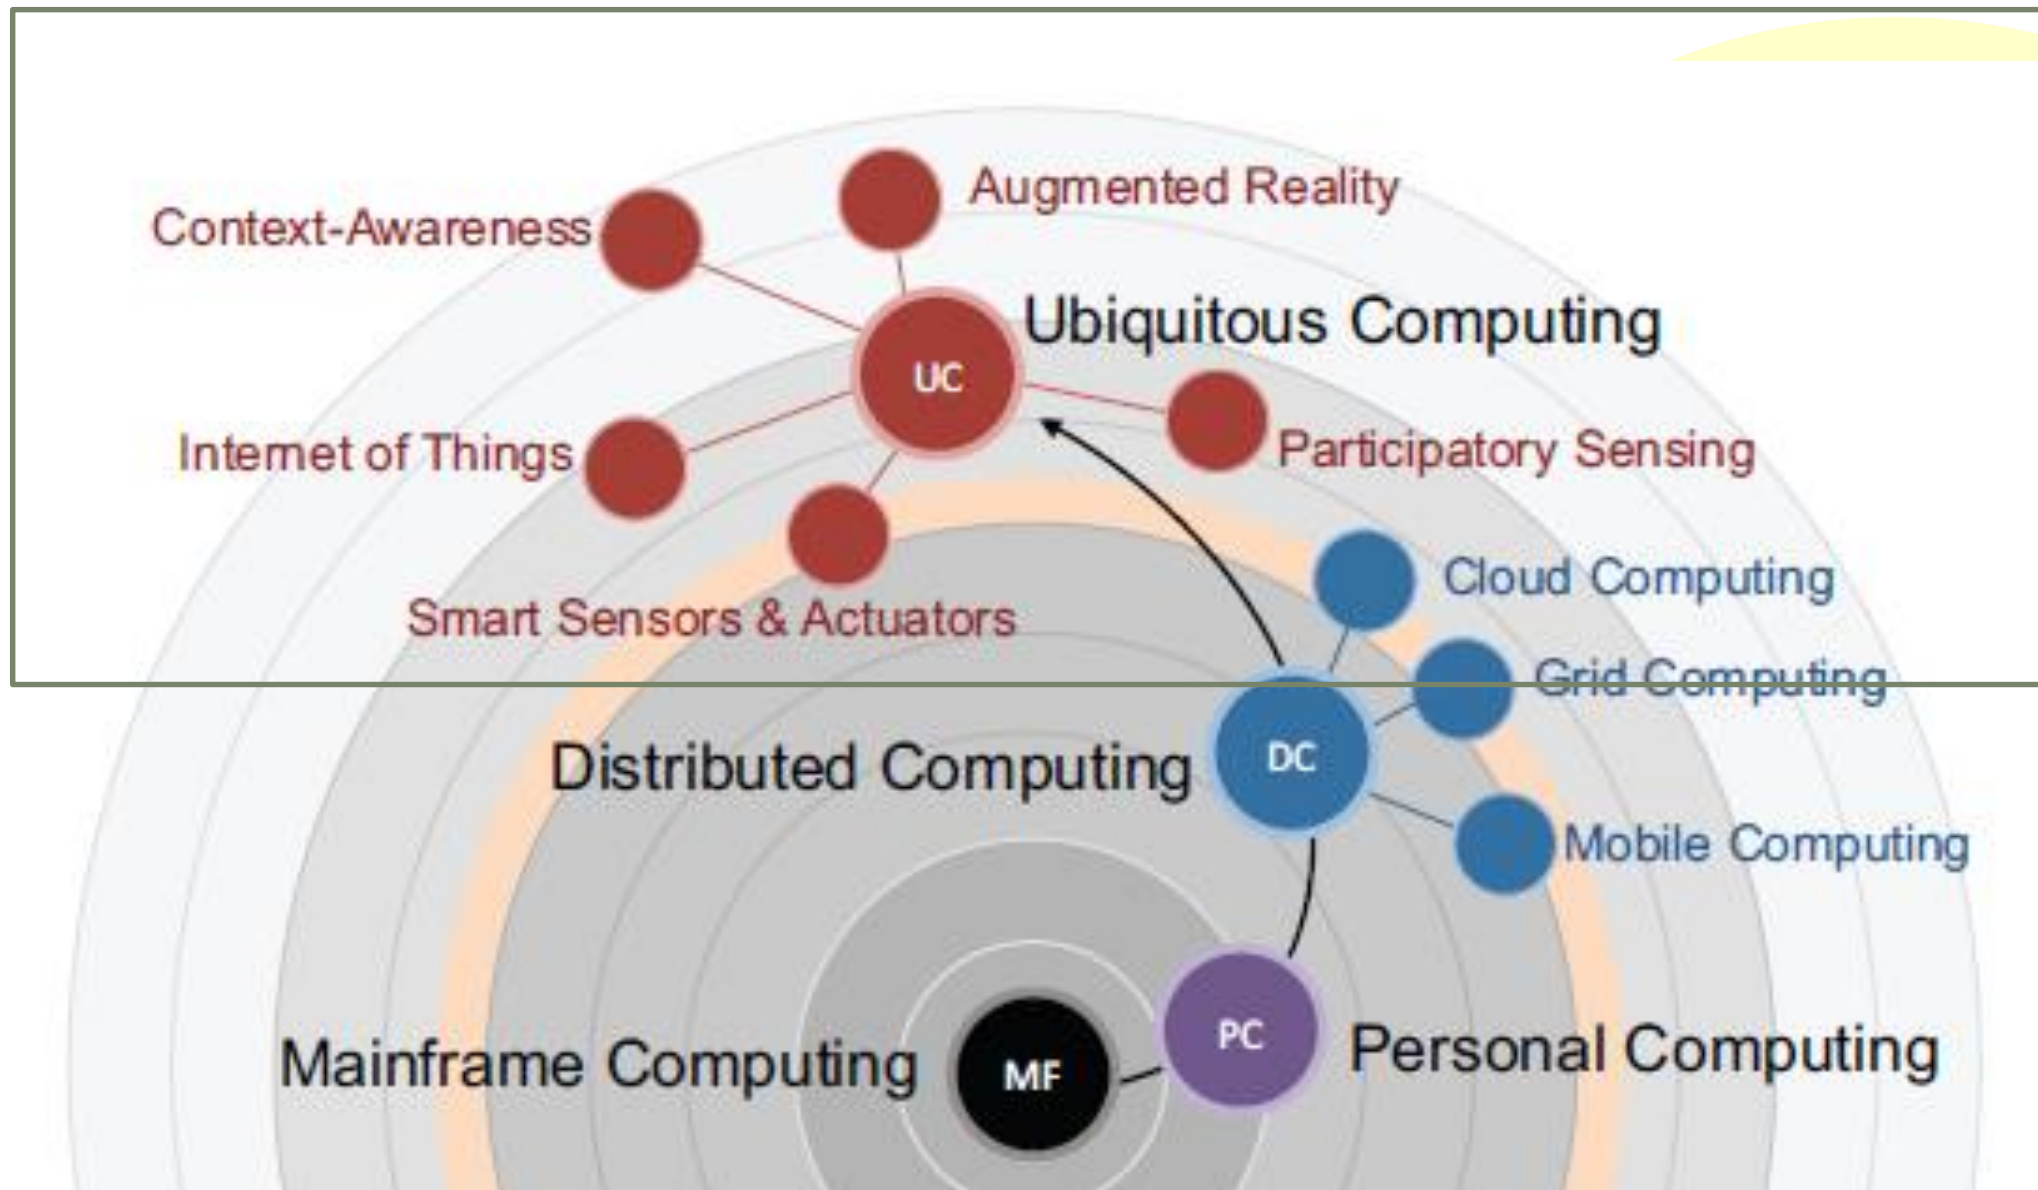 Augmented Reality
Context-Awareness
Ubiquitous Computing
UC
Internet of Things
Participatory Sensing
Cloud Computing
Smart Sensors & Actuators
Grid Computing
Distributed Computing
DC
Mobile Computing
PC
Mainframe Computing
MF
Personal Computing